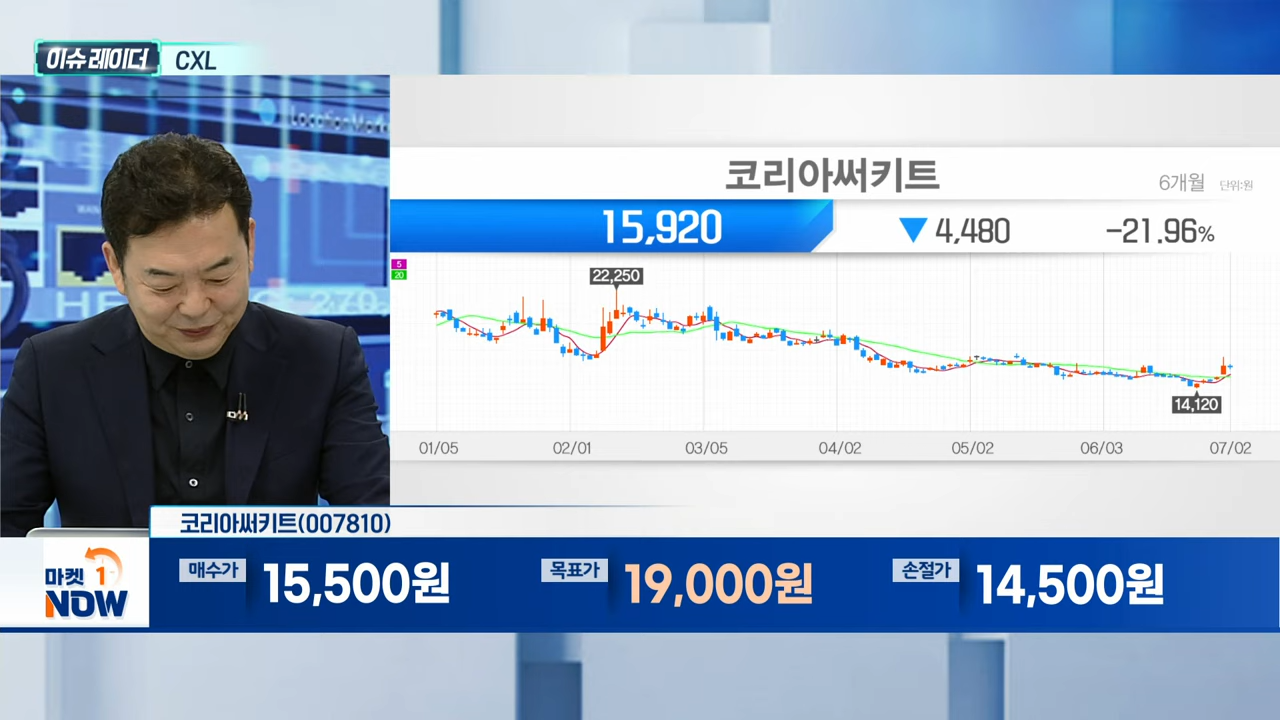 이슈레이더 CXL
Location Mark
코리아써키트
6개월 단위:원
15,920 ▼ 4,480 -21.96%
5
20
22,250
14,120
01/05 02/01 03/05 04/02 05/02 06/03 07/02
270
코리아써키트(007810)
마켓 1
NOW
매수가 15,500원 목표가 19,000원 손절가 14,500원